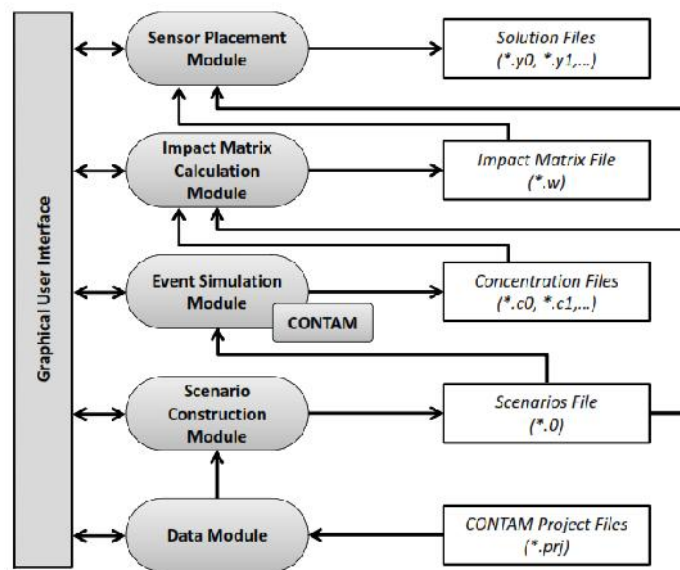 Graphical User Interface
Sensor Placement
Module
Solution Files
(*.y0, *.y1,...)
Impact Matrix
Calculation
Module
Impact Matrix File
(*.w)
Event Simulation
Module
CONTAM
Concentration Files
(*.c0, *.c1,...)
Scenario
Construction
Module
Scenarios File
(*.0)
Data Module
CONTAM Project Files
(*.prj)